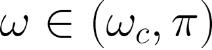 ω ∈ (ω_c, π)